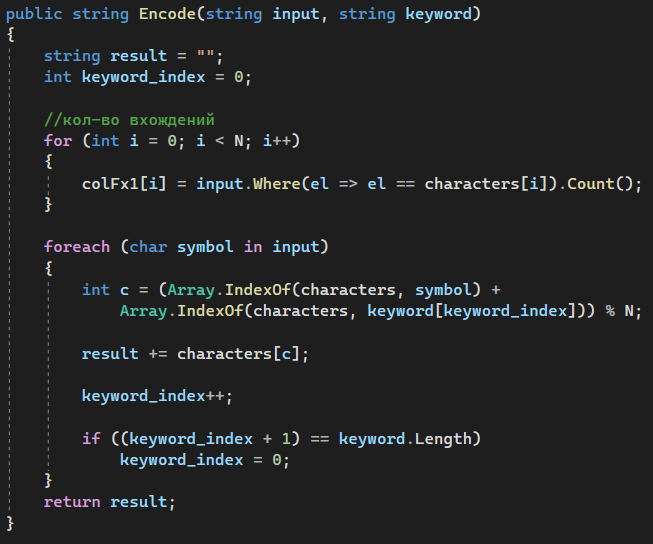 public string Encode(string input, string keyword)
{
string result = "";
int keyword_index = 0;
//кол-во вхождений
for (int i = 0; i < N; i++)
{
colFx1[i] = input.Where(el => el == characters[i]).Count();
}
foreach (char symbol in input)
{
int c = (Array.IndexOf(characters, symbol) +
Array.IndexOf(characters, keyword[keyword_index])) % N;
result += characters[c];
keyword_index++;
if ((keyword_index + 1) == keyword.Length)
keyword_index = 0;
}
return result;
}